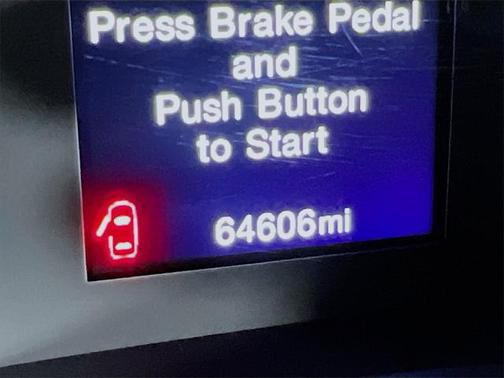 Press Brake Pedal
and
Push Button
to Start
64606mi